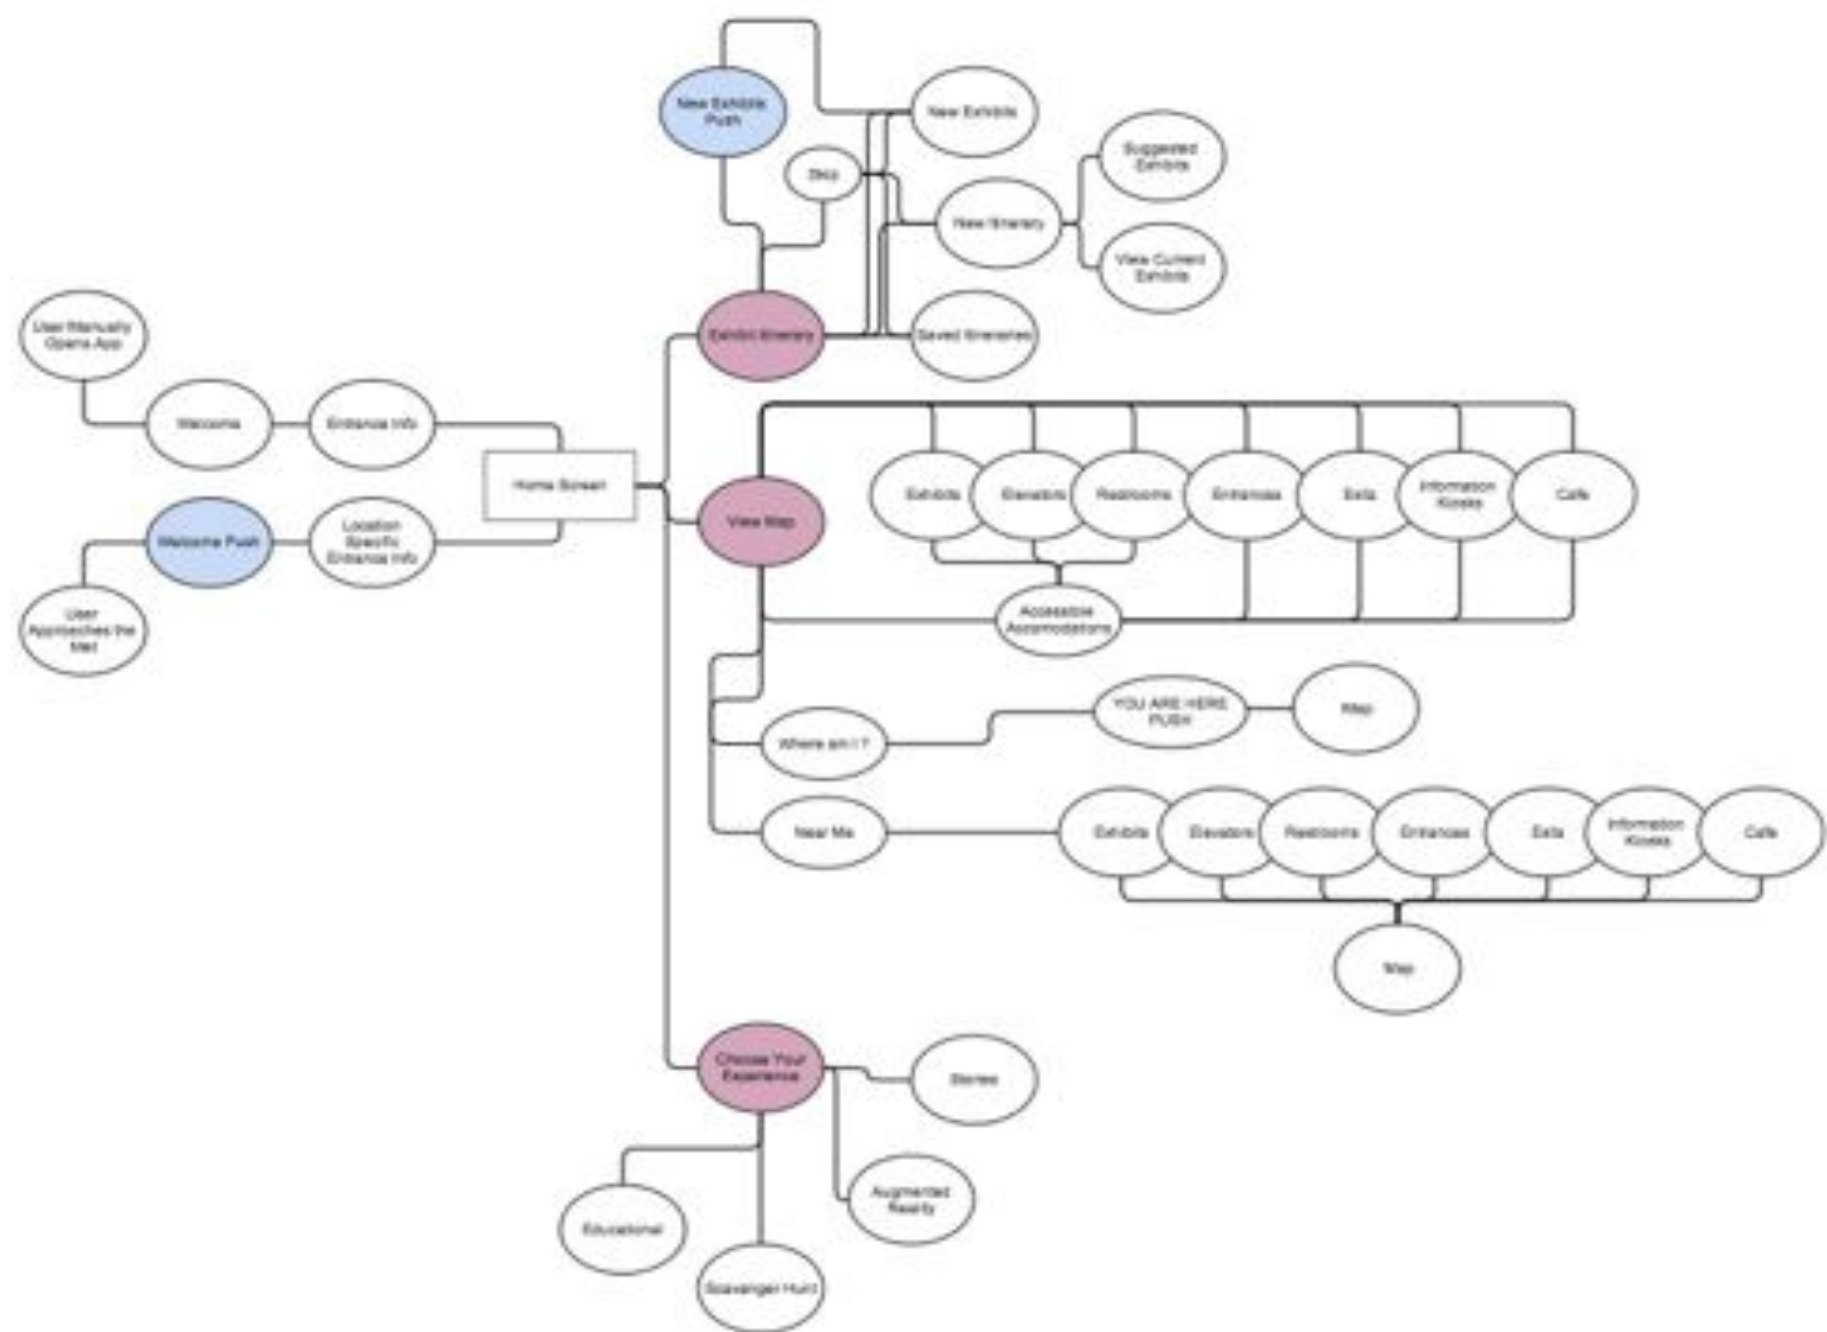 New Exhibits
Push
New Exhibits
Skip
Suggested
Exhibits
New Itinerary
View Current
Exhibits
Exhibit Itinerary
Saved Itineraries
User Manually
Opens App
Welcome
Entrance Info
Home Screen
Welcome Push
Location
Specific
Entrance Info
User
Approaches the
Met
View Map
Exhibits
Elevators
Restrooms
Entrances
Exits
Information
Kiosks
Cafe
Accessible
Accomodations
Where am I ?
YOU ARE HERE
PUSH
Map
Near Me
Exhibits
Elevators
Restrooms
Entrances
Exits
Information
Kiosks
Cafe
Map
Choose Your
Experience
Stories
Augmented
Reality
Educational
Scavanger Hunt